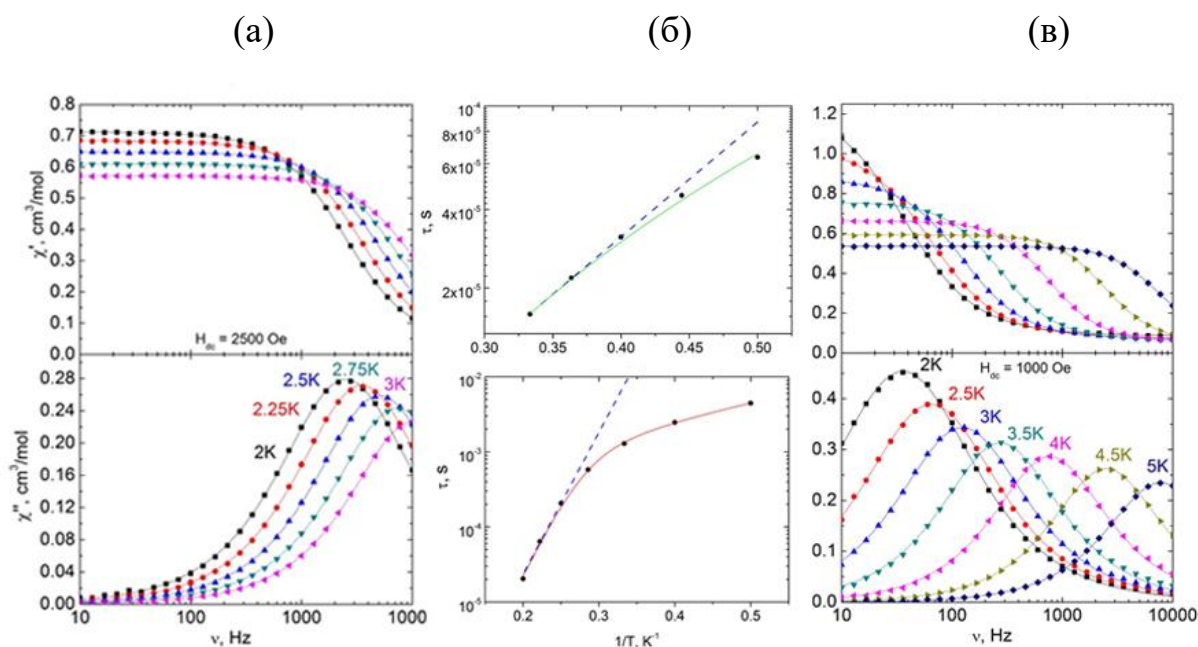 (а)
(б)
(в)
0.8
0.7
0.6
0.5
0.4
0.3
0.2
0.1
0.0
χ', cm³/mol
H_dc = 2500 Oe
0.28
0.24
0.20
0.16
0.12
0.08
0.04
0.00
χ'', cm³/mol
2K
2.25K
2.5K
2.75K
3K
10
100
1000
1000
ν, Hz
10⁻⁴
8x10⁻⁵
6x10⁻⁵
4x10⁻⁵
2x10⁻⁵
τ, s
0.30
0.35
0.40
0.45
0.50
10⁻²
10⁻³
10⁻⁴
10⁻⁵
τ, s
0.2
0.3
0.4
0.5
1/T, K⁻¹
1.2
1.0
0.8
0.6
0.4
0.2
0.0
H_dc = 1000 Oe
0.4
0.3
0.2
0.1
0.0
2K
2.5K
3K
3.5K
4K
4.5K
5K
10
100
1000
10000
ν, Hz